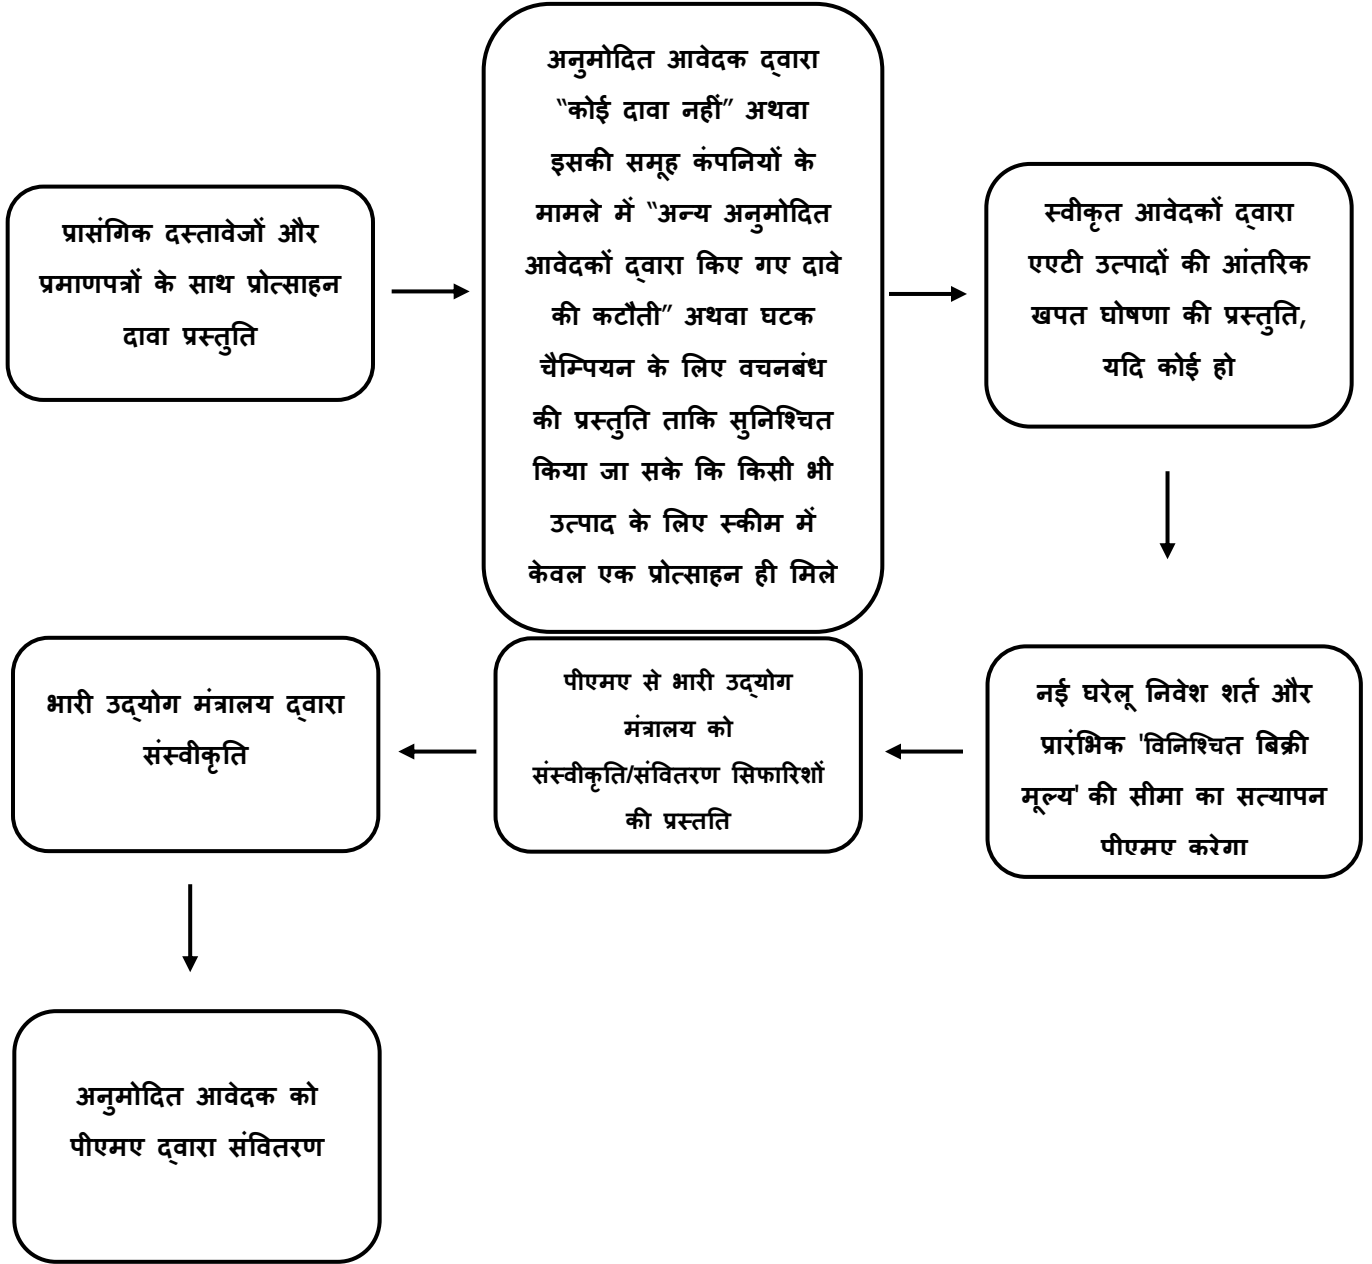 प्रासंगिक दस्तावेजों और
प्रमाणपत्रों के साथ प्रोत्साहन
दावा प्रस्तुति
अनुमोदित आवेदक द्वारा
“कोई दावा नहीं” अथवा
इसकी समूह कंपनियों के
मामले में “अन्य अनुमोदित
आवेदकों द्वारा किए गए दावे
की कटौती” अथवा घटक
चैम्पियन के लिए वचनबंध
की प्रस्तुति ताकि सुनिश्चित
किया जा सके कि किसी भी
उत्पाद के लिए स्कीम में
केवल एक प्रोत्साहन ही मिले
स्वीकृत आवेदकों द्वारा
एएटी उत्पादों की आंतरिक
खपत घोषणा की प्रस्तुति,
यदि कोई हो
नई घरेलू निवेश शर्त और
प्रारंभिक 'विनिश्चित बिक्री
मूल्य' की सीमा का सत्यापन
पीएमए करेगा
पीएमए से भारी उद्योग
मंत्रालय को
संस्वीकृति/संवितरण सिफारिशों
की प्रस्तति
भारी उद्योग मंत्रालय द्वारा
संस्वीकृति
अनुमोदित आवेदक को
पीएमए द्वारा संवितरण